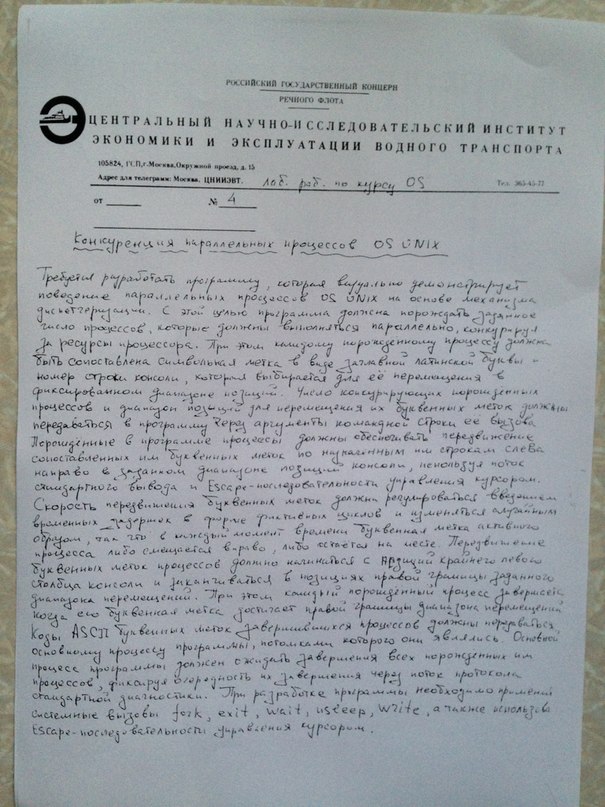 РОССИЙСКИЙ ГОСУДАРСТВЕННЫЙ КОНЦЕРН
РЕЧНОГО ФЛОТА
ЦЕНТРАЛЬНЫЙ НАУЧНО-ИССЛЕДОВАТЕЛЬСКИЙ ИНСТИТУТ
ЭКОНОМИКИ И ЭКСПЛУАТАЦИИ ВОДНОГО ТРАНСПОРТА
105824, ГСП, г. Москва, Окружной проезд, д. 15
Адрес для телеграмм: Москва, ЦНИИЭВТ. лаб. раб. по курсу OS Тел. 365-45-77
от № 4
Конкуренция параллельных процессов OS UNIX
Требуется разработать программу, которая визуально демонстрирует
поведение параллельных процессов OS UNIX на основе механизма
диспетчеризации. С этой целью программа должна порождать заданное
число процессов, которые должны выполняться параллельно, конкурируя
за ресурсы процессора. При этом каждому порожденному процессу должна
быть сопоставлена символьная метка в виде заглавной латинской буквы и
номер строки консоли, которая выбирается для её перемещения в
фиксированном диапазоне позиций. Число конкурирующих порожденных
процессов и диапазон позиций для перемещения их буквенных меток должны
передаваться в программу через аргументы командной строки её вызова.
Порожденные в программе процессы должны обеспечивать передвижение
сопоставленных им буквенных меток по назначенным им строкам слева
направо в заданном диапазоне позиций консоли, используя поток
стандартного вывода и Escape-последовательности управления курсором.
Скорость передвижения буквенных меток должна регулироваться введением
временных задержек в форме фиктивных циклов и изменяться случайным
образом, так что в каждый момент времени буквенная метка активного
процесса либо смещается вправо, либо остаётся на месте. Передвижение
буквенных меток процессов должно начинаться с позиций крайнего левого
столбца консоли и заканчиваться в позициях правой границы заданного
диапазона перемещений. При этом каждый порожденный процесс завершается
когда его буквенная метка достигает правой границы диапазона перемещений.
Коды ASCII буквенных меток завершившихся процессов должны передаваться
основному процессу программы, потомками которого они являлись. Основной
процесс программы должен ожидать завершения всех порожденных им
процессов, фиксируя очередность их завершения через поток протокола
стандартной диагностики. При разработке программы необходимо применить
системные вызовы fork, exit, wait, usleep, write, а также использовать
Escape-последовательности управления курсором.